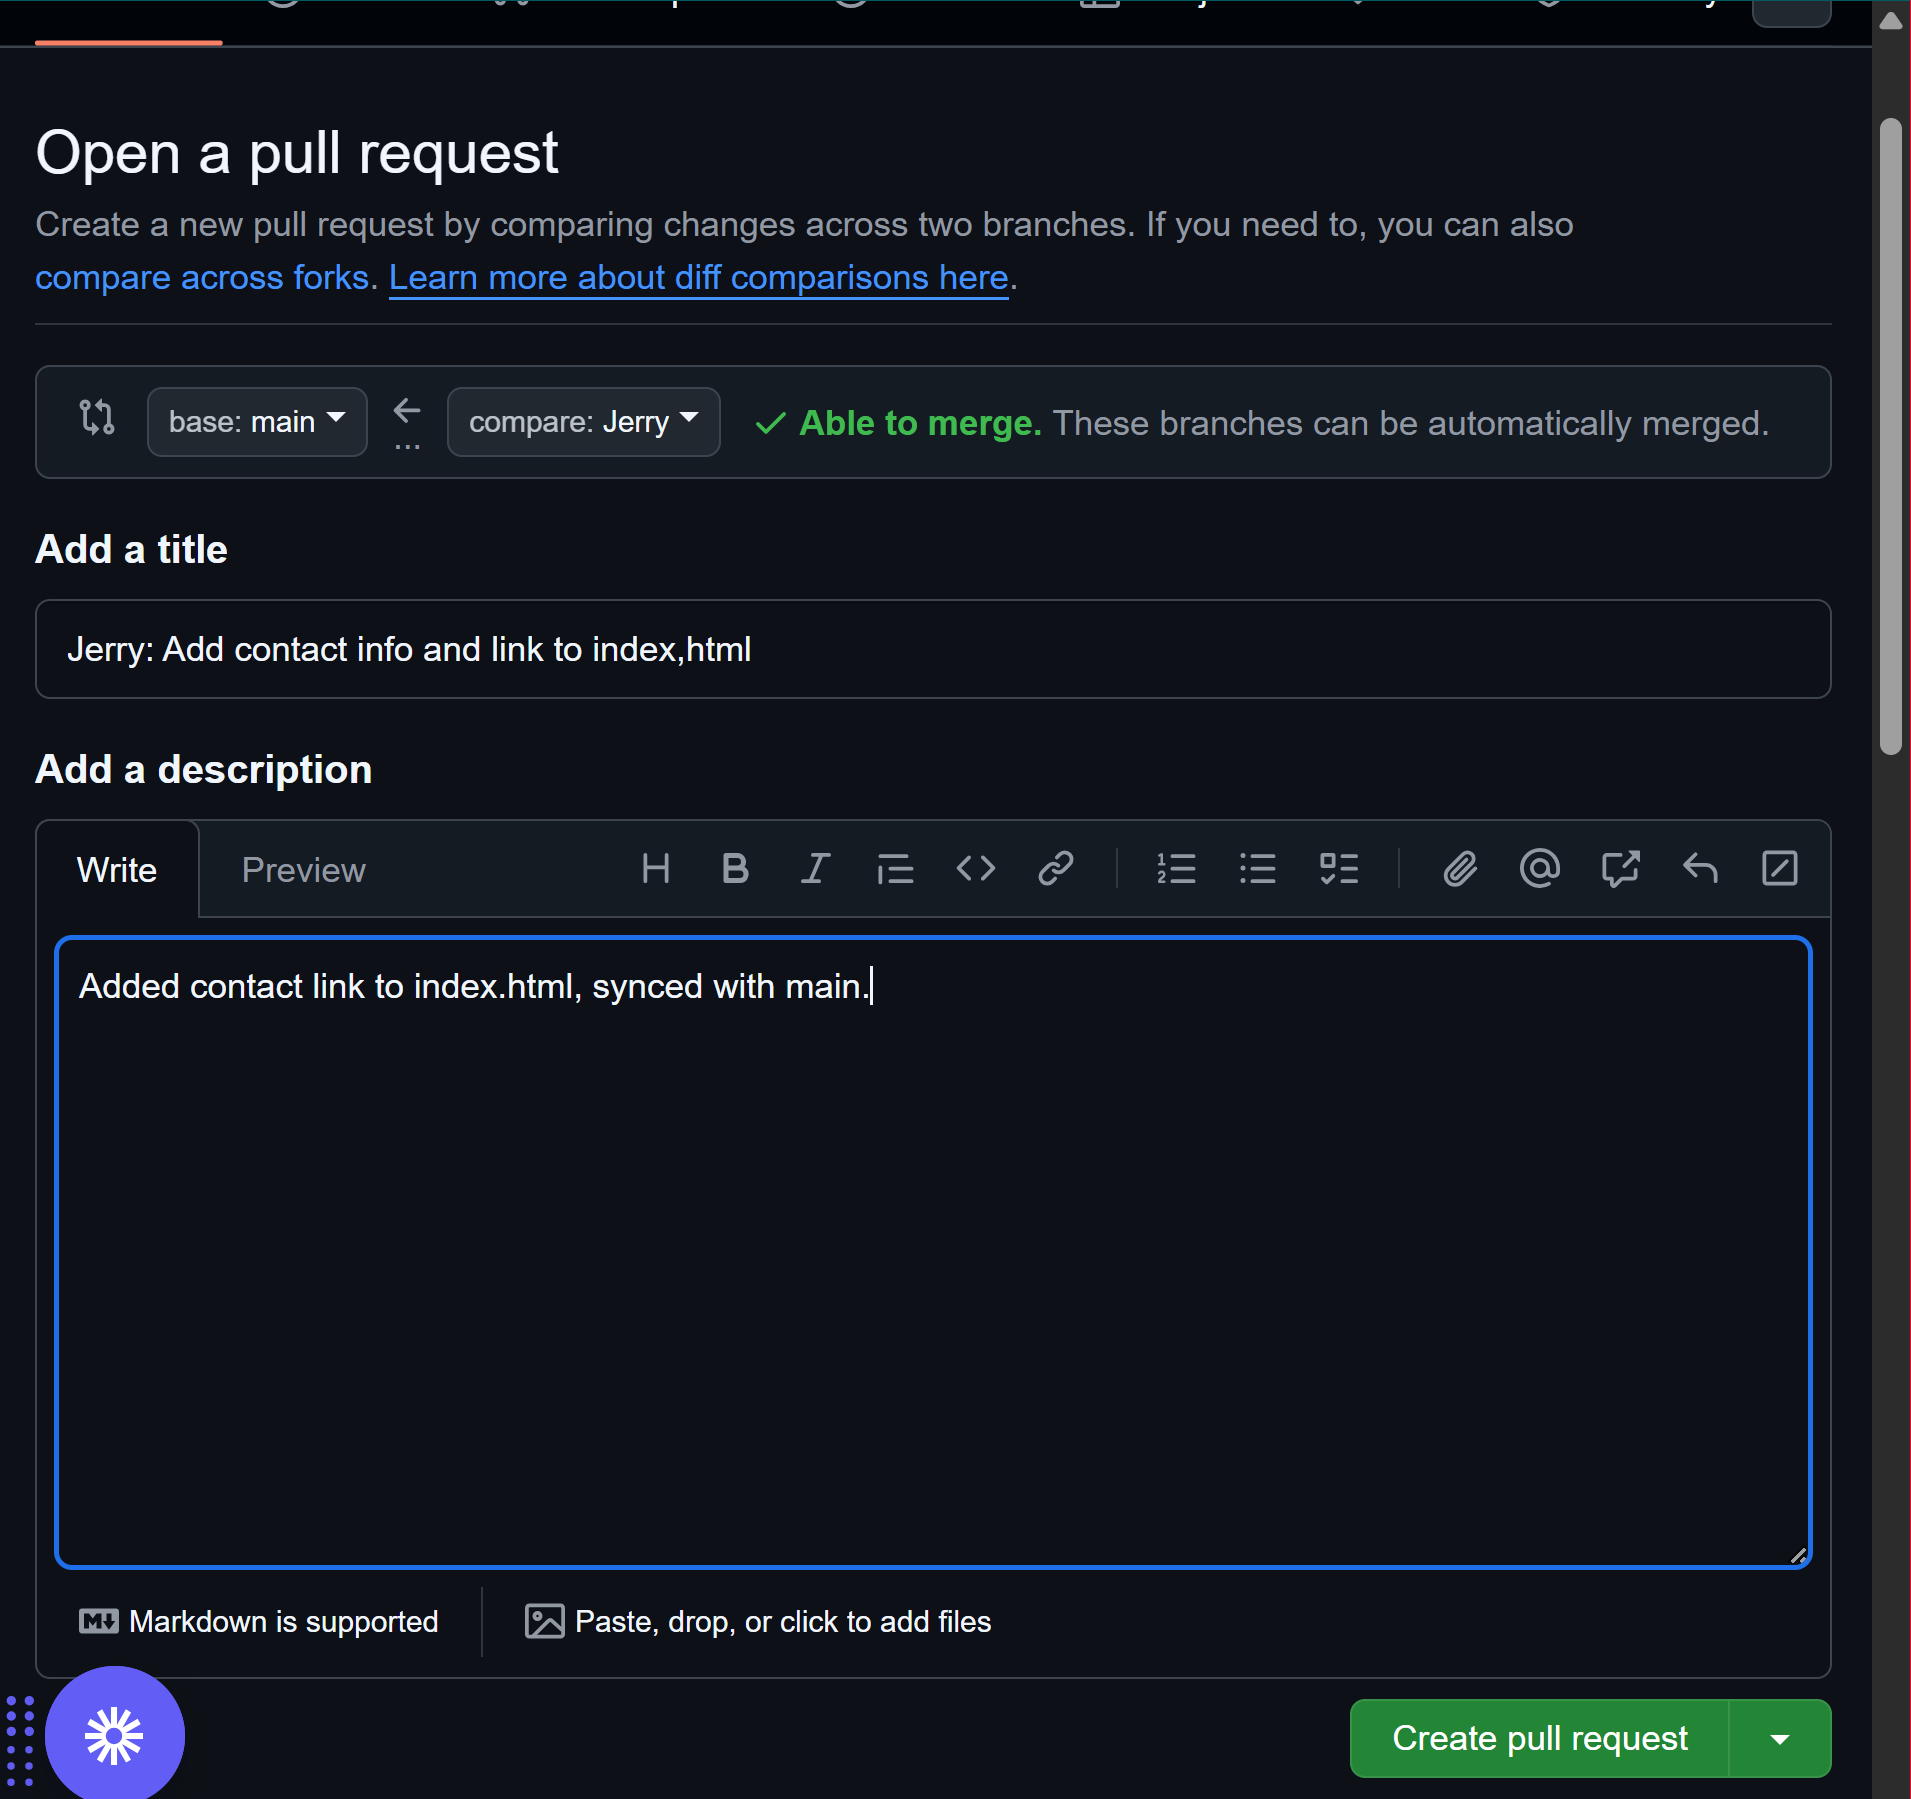 Open a pull request
Create a new pull request by comparing changes across two branches. If you need to, you can also
compare across forks. Learn more about diff comparisons here.
base: main
...
compare: Jerry
Able to merge. These branches can be automatically merged.
Add a title
Jerry: Add contact info and link to index,html
Add a description
Write
Preview
Added contact link to index.html, synced with main.
Markdown is supported
Paste, drop, or click to add files
Create pull request